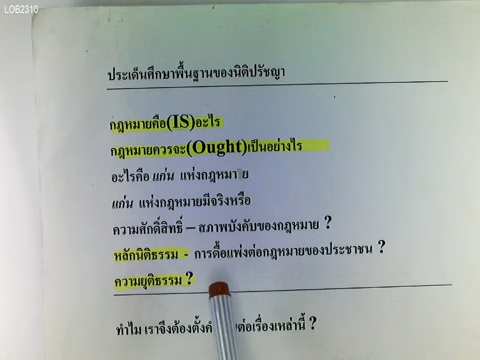 LOB2310
ประเด็นศึกษาพื้นฐานของนิติปรัชญา
กฎหมายคือ(IS)อะไร
กฎหมายควรจะ(Ought)เป็นอย่างไร
อะไรคือ แก่น แห่งกฎหมาย
แก่น แห่งกฎหมายมีจริงหรือ
ความศักดิ์สิทธิ์ – สภาพบังคับของกฎหมาย ?
หลักนิติธรรม - การดื้อแพ่งต่อกฎหมายของประชาชน ?
ความยุติธรรม ?
ทำไม เราจึงต้องตั้ง ต่อเรื่องเหล่านี้ ?